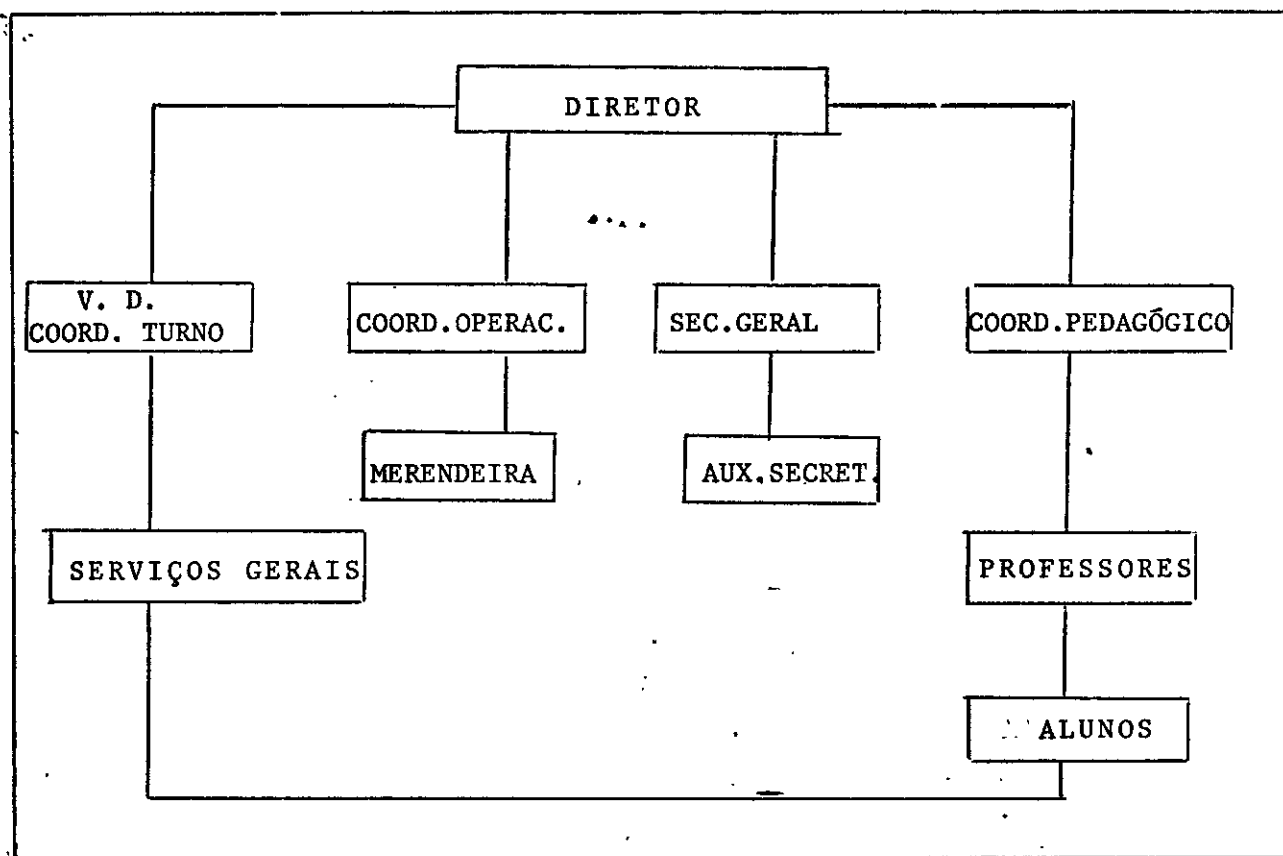 DIRETOR
V. D.
COORD. TURNO
COORD.OPERAC.
SEC.GERAL
COORD.PEDAGÓGICO
MERENDEIRA
AUX.SECRET.
SERVIÇOS GERAIS
PROFESSORES
ALUNOS